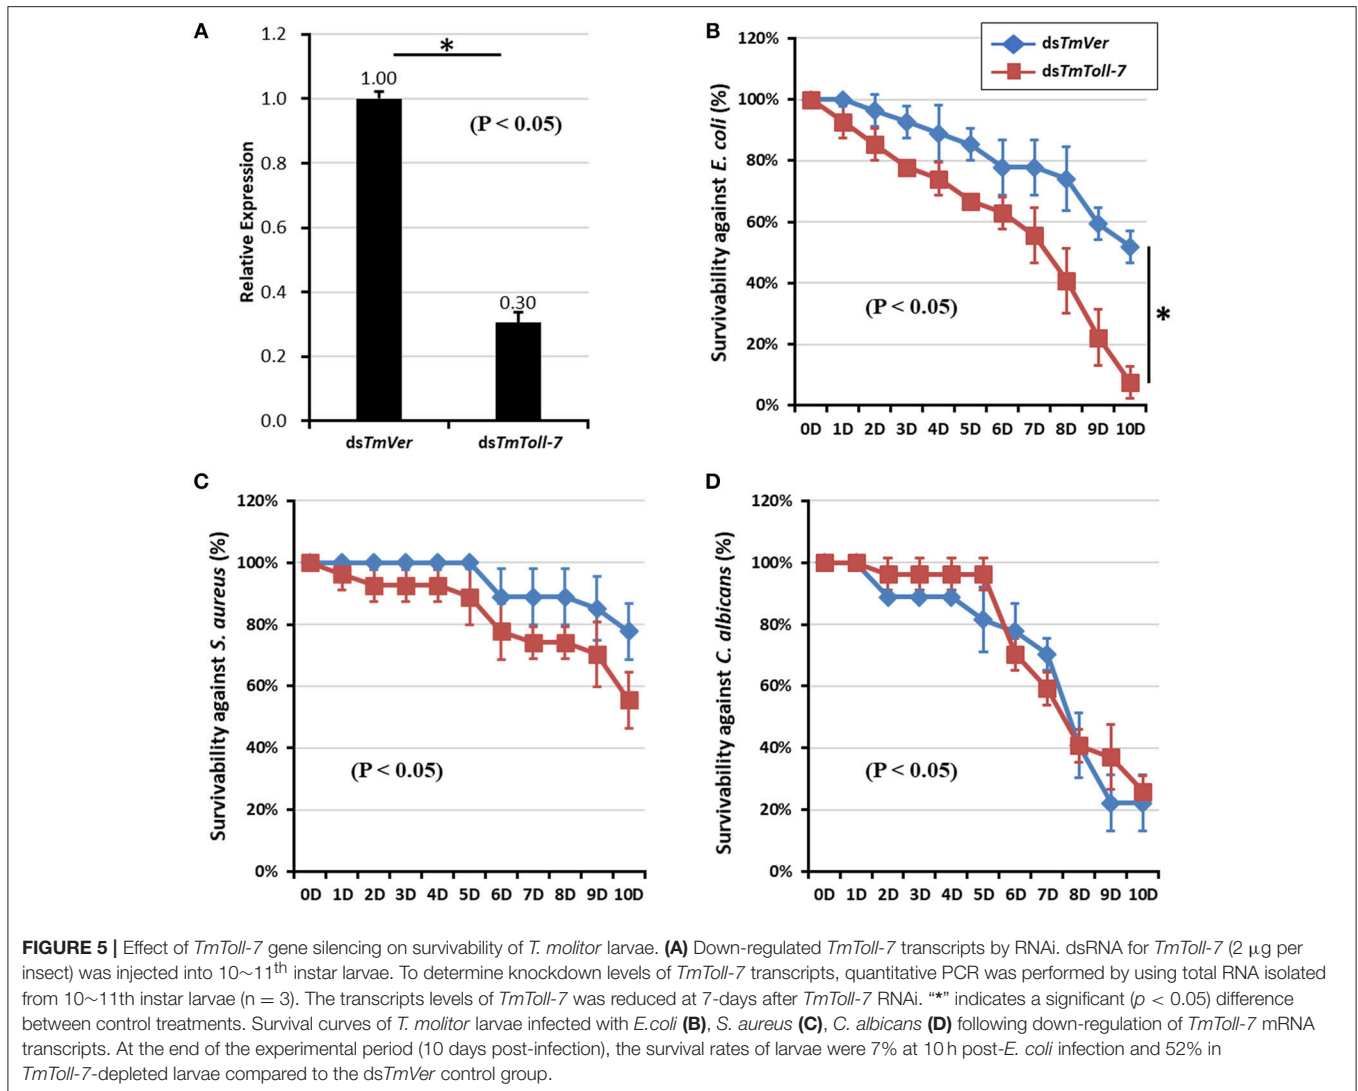 A
1.2
1.0
0.8
0.6
0.4
0.2
0.0
Relative Expression
*
1.00
0.30
(P < 0.05)
dsTmVer
dsTmToll-7
B
120%
100%
80%
60%
40%
20%
0%
Survivability against E. coli (%)
dsTmVer
dsTmToll-7
(P < 0.05)
*
0D 1D 2D 3D 4D 5D 6D 7D 8D 9D 10D
C
120%
100%
80%
60%
40%
20%
0%
Survivability against S. aureus (%)
(P < 0.05)
0D 1D 2D 3D 4D 5D 6D 7D 8D 9D 10D
D
120%
100%
80%
60%
40%
20%
0%
Survivability against C. albicans (%)
(P < 0.05)
0D 1D 2D 3D 4D 5D 6D 7D 8D 9D 10D
FIGURE 5 | Effect of TmToll-7 gene silencing on survivability of T. molitor larvae. (A) Down-regulated TmToll-7 transcripts by RNAi. dsRNA for TmToll-7 (2 μg per
insect) was injected into 10~11th instar larvae. To determine knockdown levels of TmToll-7 transcripts, quantitative PCR was performed by using total RNA isolated
from 10~11th instar larvae (n = 3). The transcripts levels of TmToll-7 was reduced at 7-days after TmToll-7 RNAi. “*” indicates a significant (p < 0.05) difference
between control treatments. Survival curves of T. molitor larvae infected with E.coli (B), S. aureus (C), C. albicans (D) following down-regulation of TmToll-7 mRNA
transcripts. At the end of the experimental period (10 days post-infection), the survival rates of larvae were 7% at 10 h post-E. coli infection and 52% in
TmToll-7-depleted larvae compared to the dsTmVer control group.